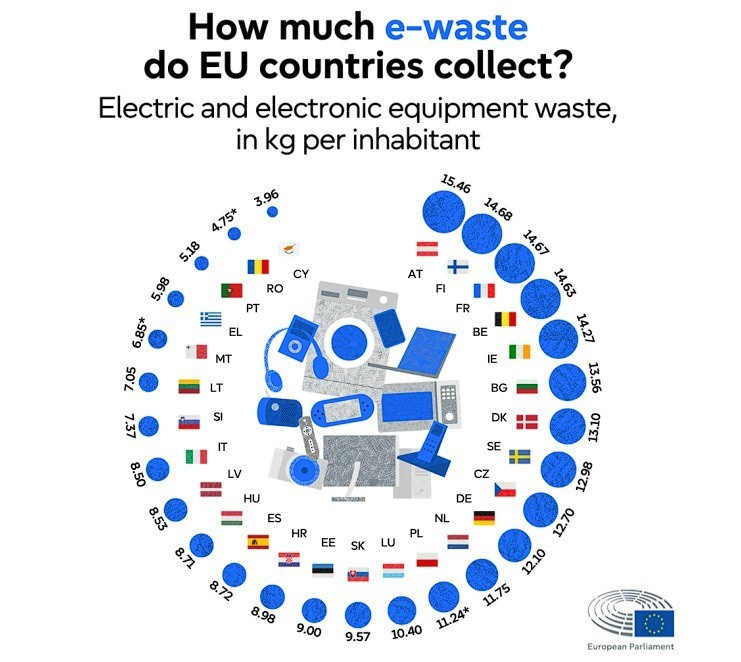 How much e-waste
do EU countries collect?
Electric and electronic equipment waste,
in kg per inhabitant
15.46
AT
14.68
FI
14.67
FR
14.63
BE
14.27
IE
13.56
BG
13.10
DK
12.98
SE
12.70
CZ
12.10
DE
11.75
NL
11.24*
PL
10.40
LU
9.57
SK
9.00
EE
8.98
HR
8.72
ES
8.71
HU
8.53
LV
8.50
IT
7.37
SI
7.05
LT
6.85*
MT
5.98
EL
5.18
PT
4.75*
RO
3.96
CY
European Parliament